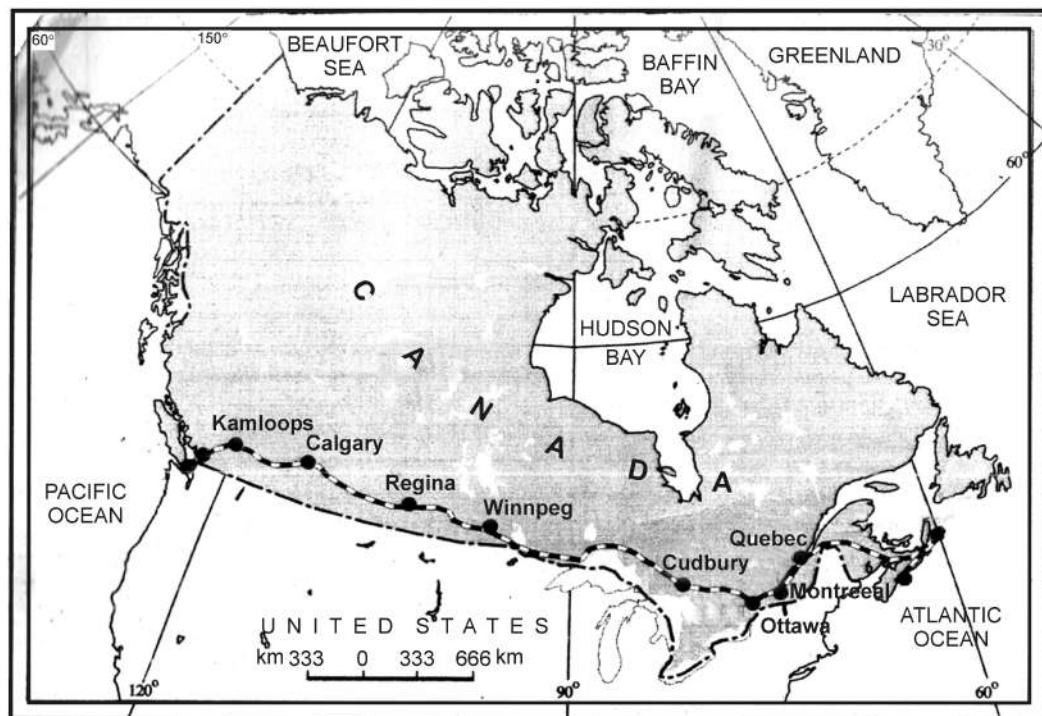 60°
150°
BEAUFORT
SEA
BAFFIN
BAY
GREENLAND
30°
60°
C
A
N
A
D
A
HUDSON
BAY
LABRADOR
SEA
Kamloops
Calgary
Regina
Winnpeg
PACIFIC
OCEAN
Quebec
Cudbury
Montreeal
Ottawa
ATLANTIC
OCEAN
UNITED STATES
km 333 0 333 666 km
120°
90°
60°